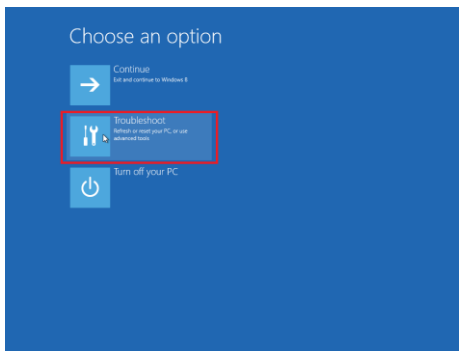 Choose an option
Continue
Exit and continue to Windows 8
Troubleshoot
Refresh or reset your PC, or use
advanced tools
Turn off your PC